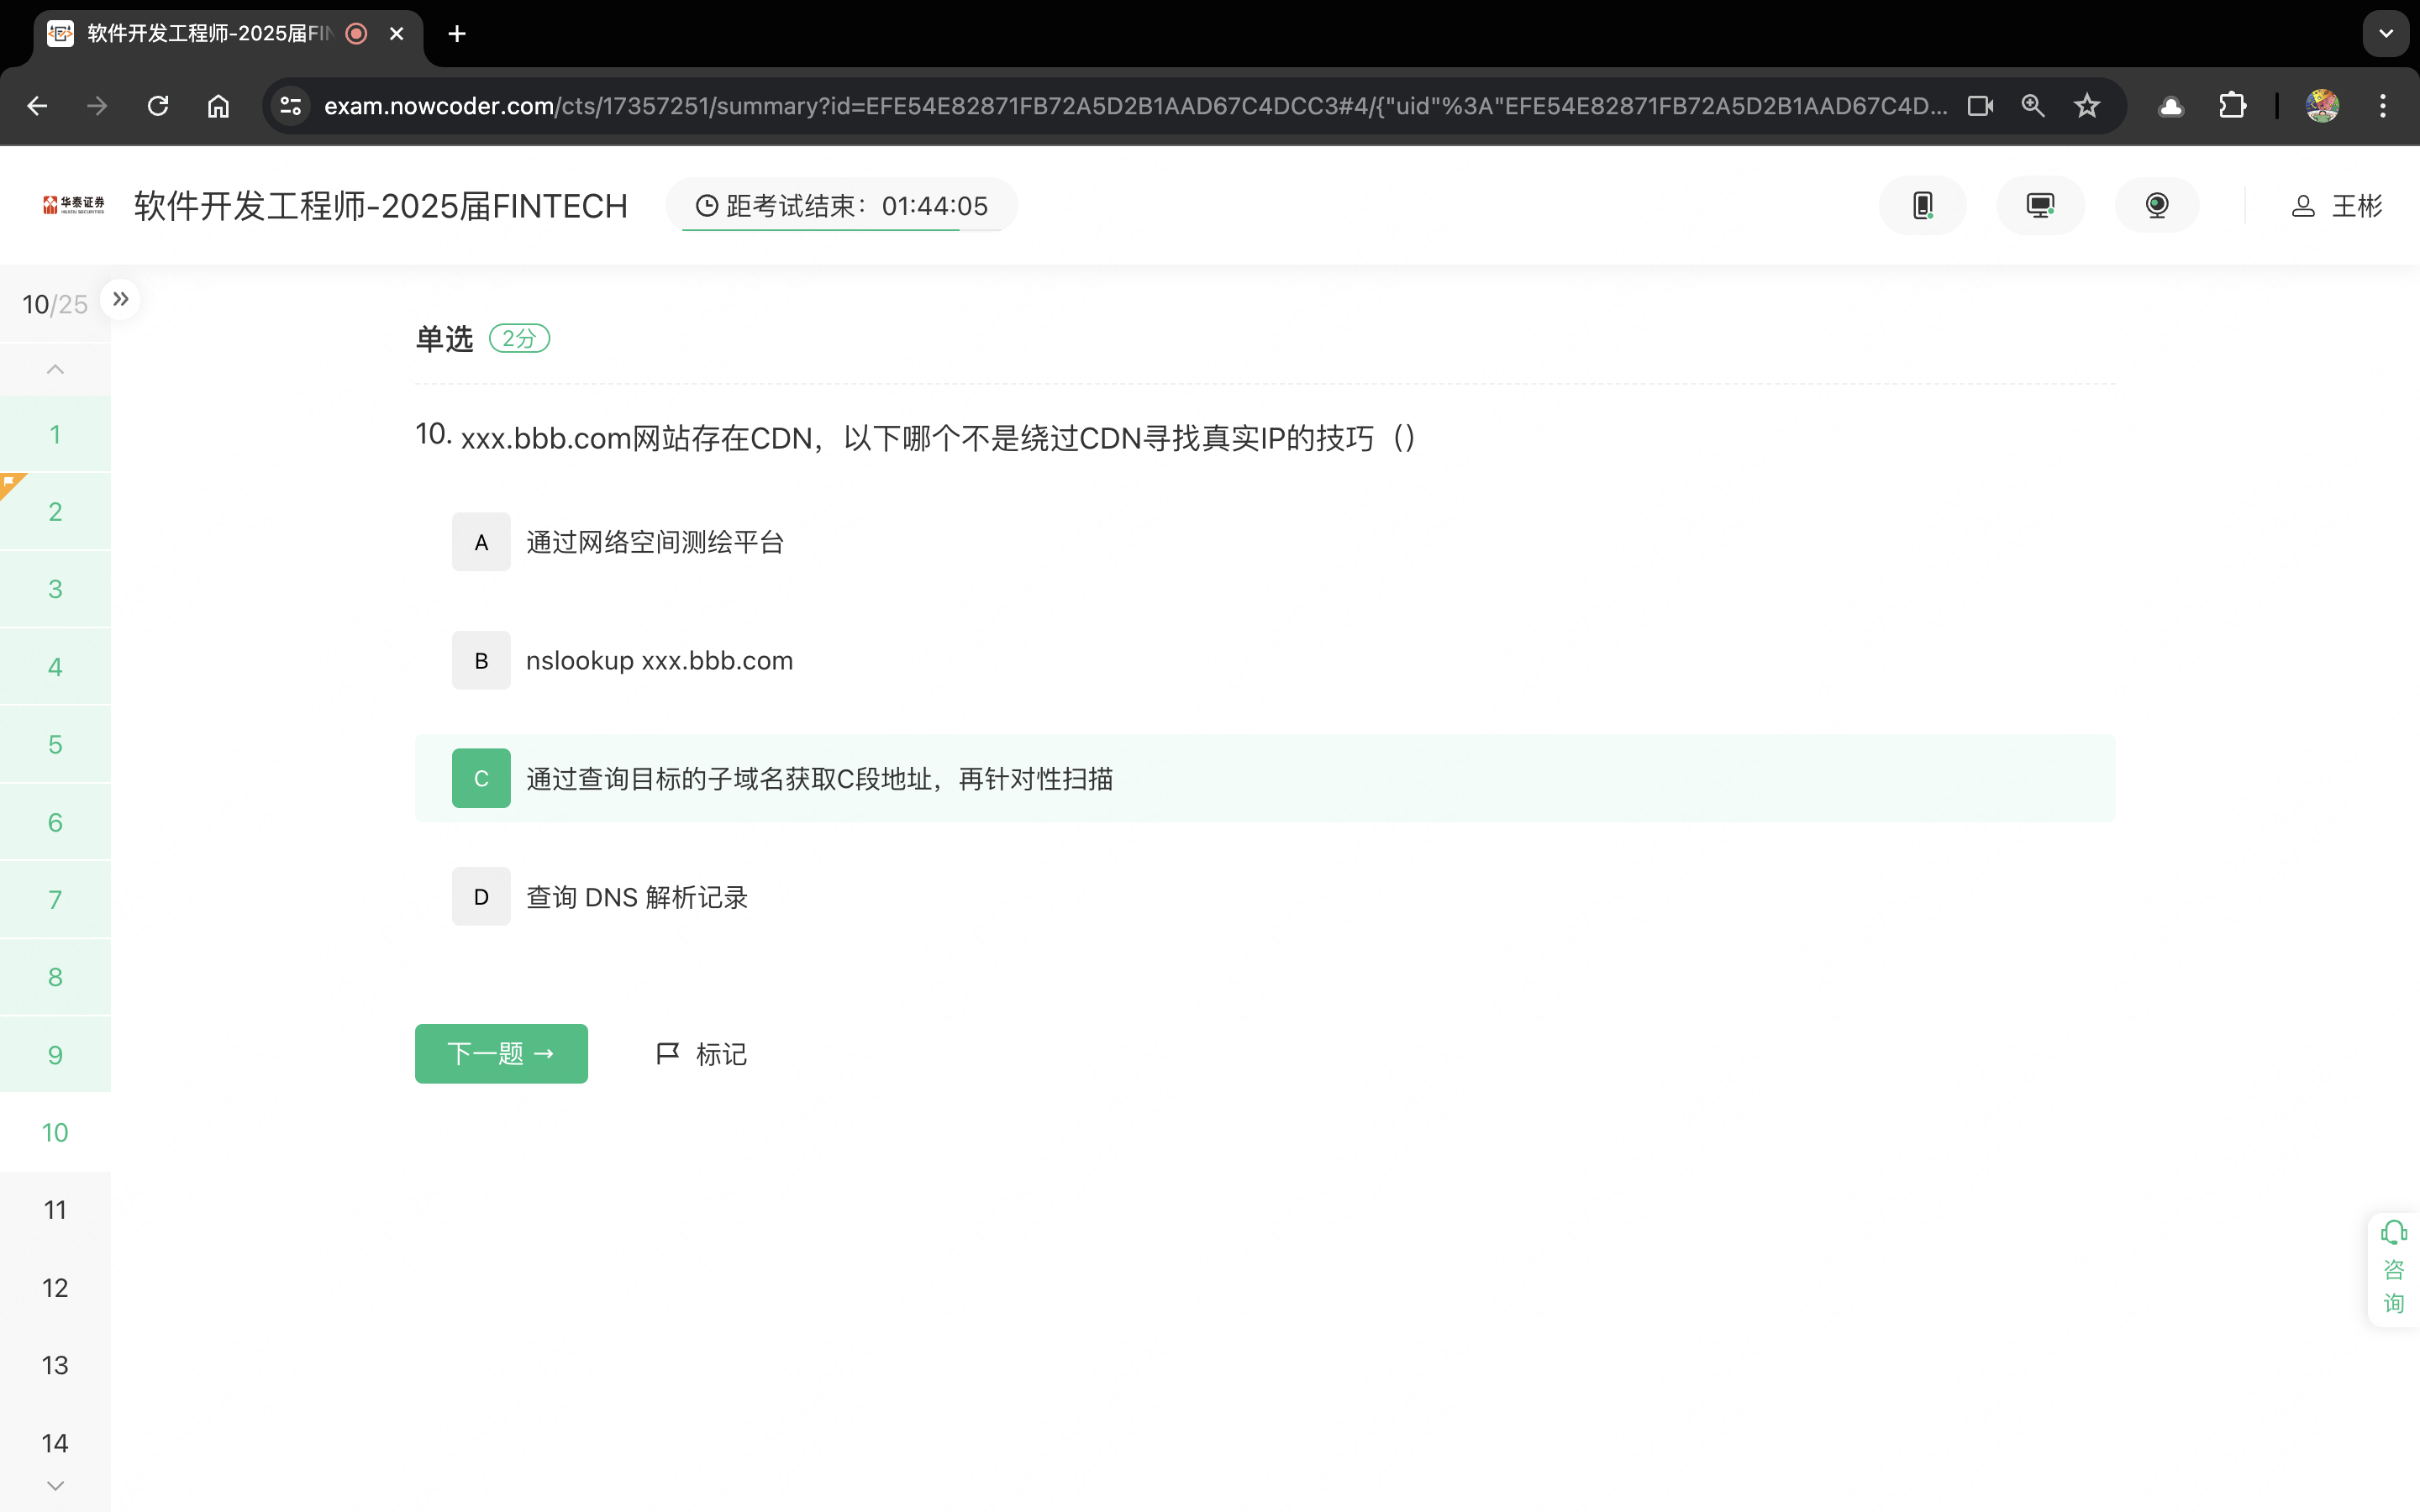 软件开发工程师-2025届FIN
exam.nowcoder.com/cts/17357251/summary?id=EFE54E82871FB72A5D2B1AAD67C4DCC3#4/{"uid"%3A"EFE54E82871FB72A5D2B1AAD67C4D...
华泰证券
HUATAI SECURITIES
软件开发工程师-2025届FINTECH
距考试结束：01:44:05
王彬
10/25
单选 2分
10. xxx.bbb.com网站存在CDN，以下哪个不是绕过CDN寻找真实IP的技巧（）
A 通过网络空间测绘平台
B nslookup xxx.bbb.com
C 通过查询目标的子域名获取C段地址，再针对性扫描
D 查询 DNS 解析记录
下一题 →
标记
1
2
3
4
5
6
7
8
9
10
11
12
13
14
咨
询